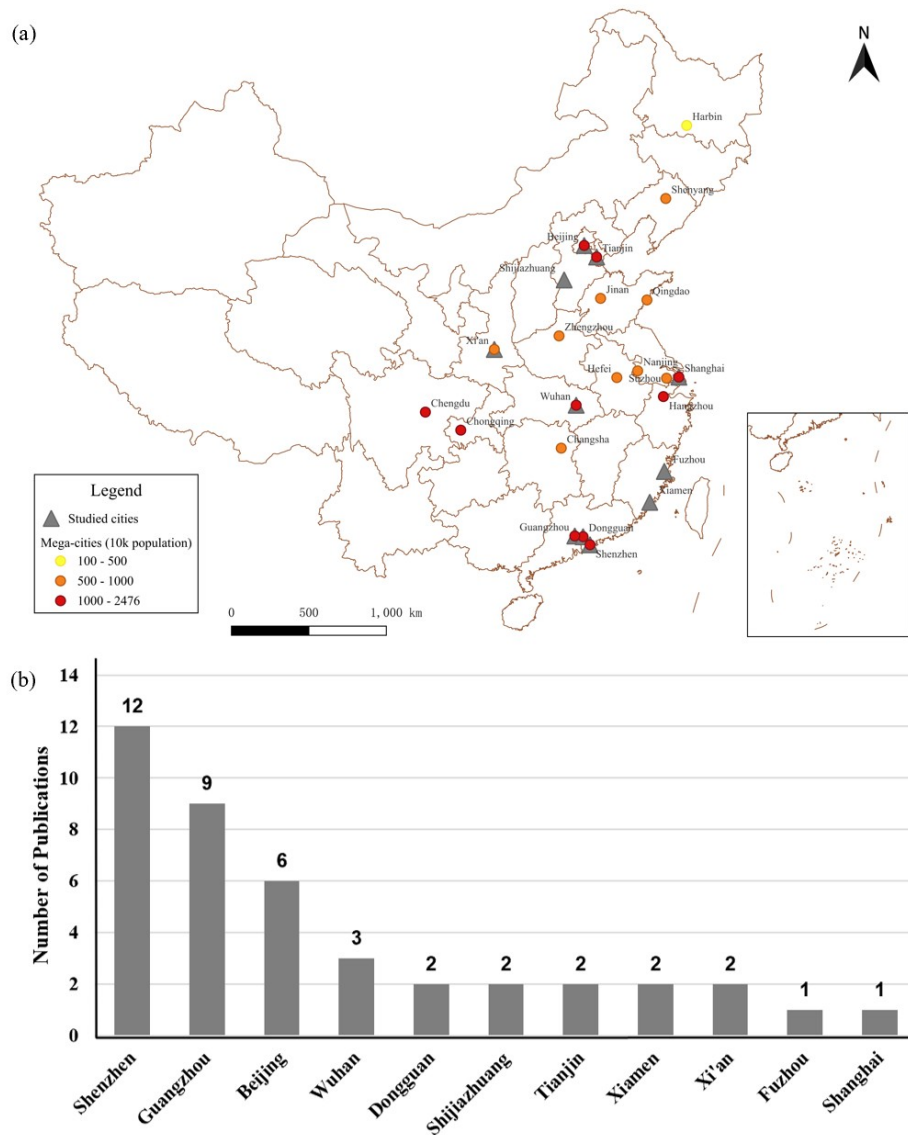 (a)
N
Harbin
Shenyang
Beijing
Tianjin
Shijiazhuang
Jinan
Qingdao
Zhengzhou
Xi'an
Nanjing
Hefei
Suzhou
Shanghai
Wuhan
Hangzhou
Chengdu
Chongqing
Changsha
Fuzhou
Xiamen
Guangzhou
Dongguan
Shenzhen
Legend
Studied cities
Mega-cities (10k population)
100 - 500
500 - 1000
1000 - 2476
0 500 1,000 km
(b)
Number of Publications
14
12
10
8
6
4
2
0
12
9
6
3
2
2
2
2
2
1
1
Shenzhen
Guangzhou
Beijing
Wuhan
Dongguan
Shijiazhuang
Tianjin
Xiamen
Xi'an
Fuzhou
Shanghai